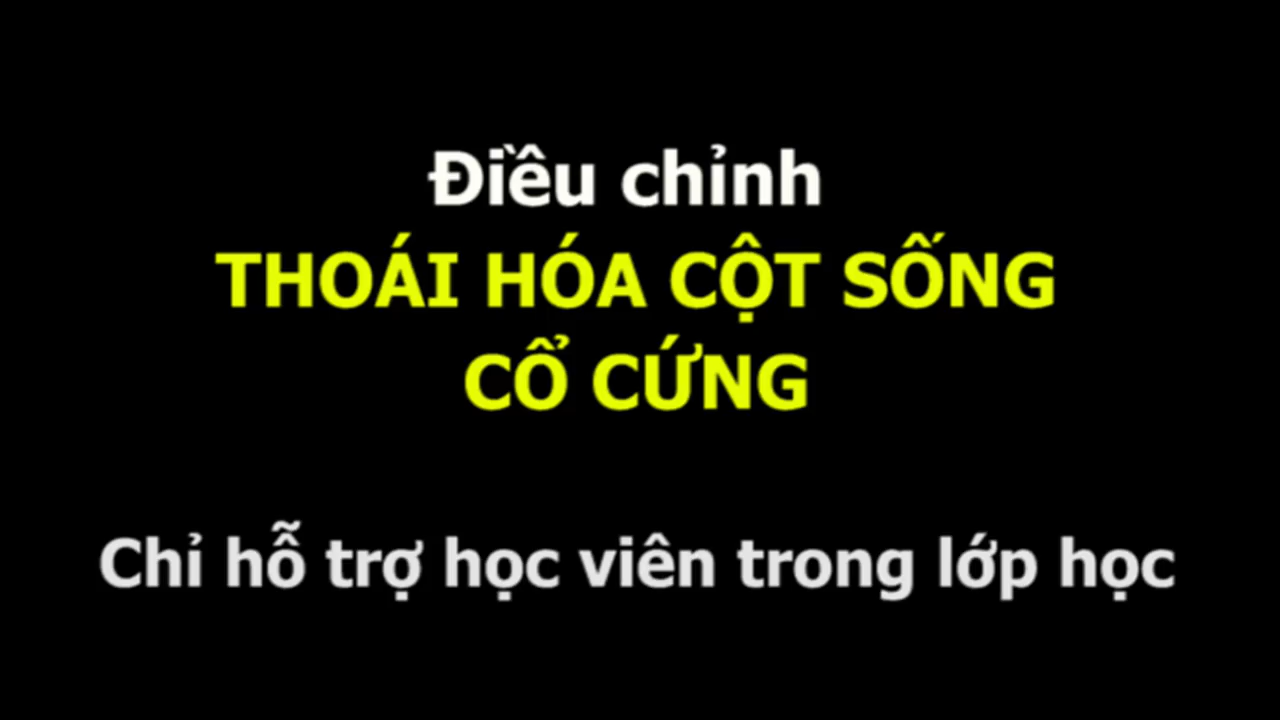 Điều chỉnh
THOÁI HÓA CỘT SỐNG
CỔ CỨNG
Chỉ hỗ trợ học viên trong lớp học